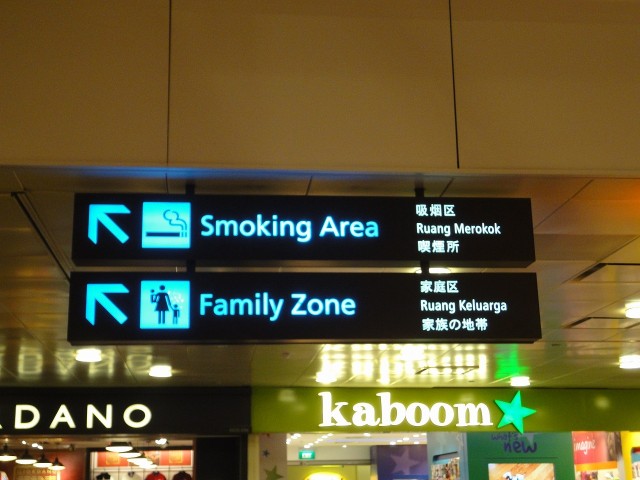 Smoking Area
吸烟区
Ruang Merokok
喫煙所
Family Zone
家庭区
Ruang Keluarga
家族の地帯
DANO
kaboom